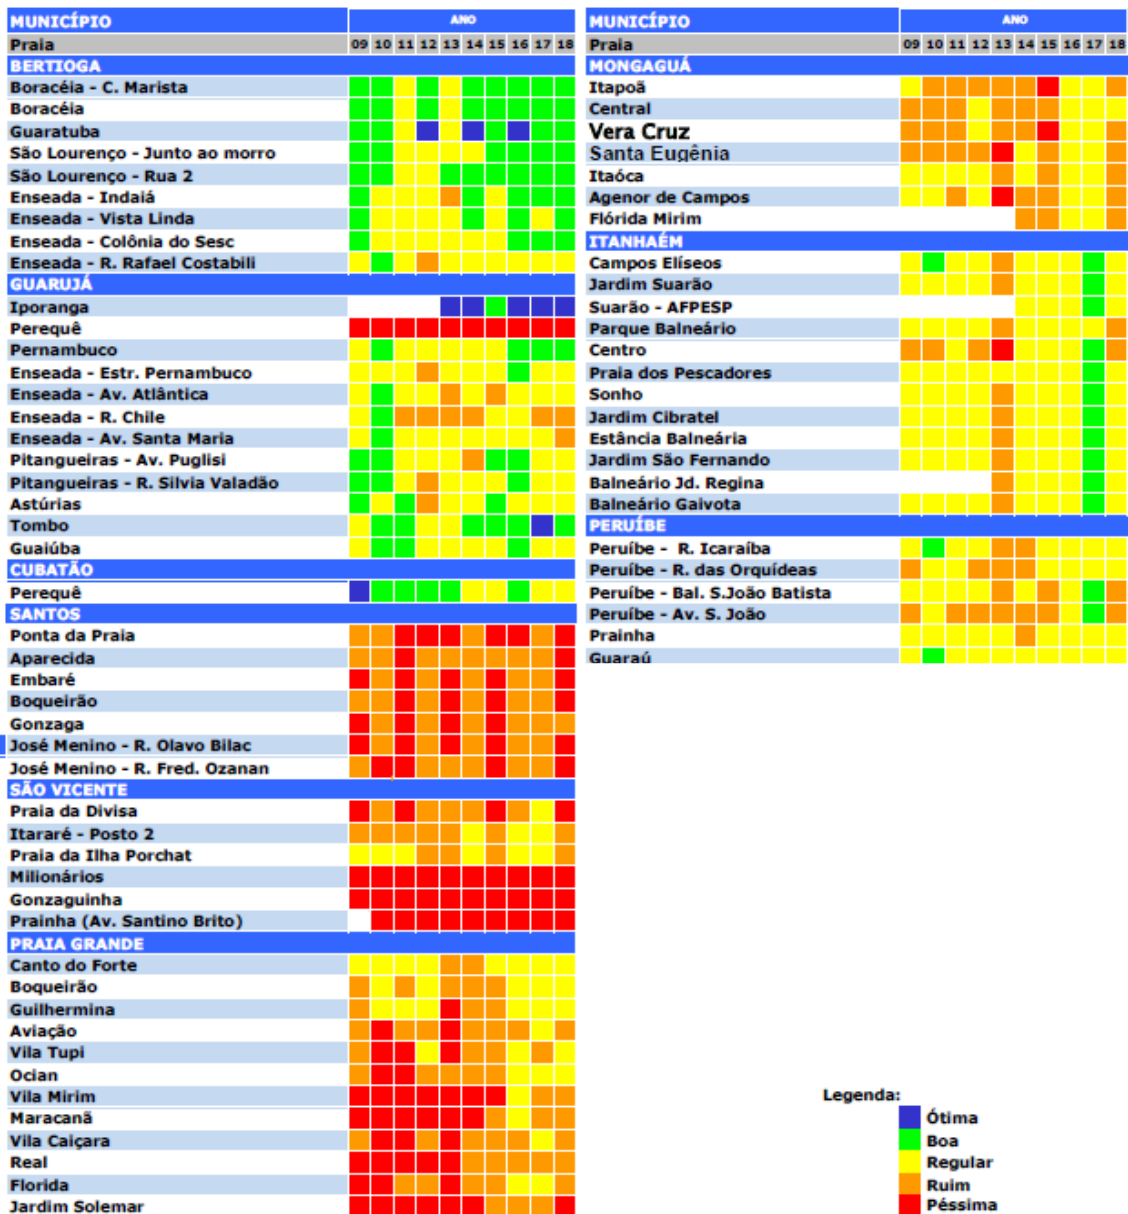 MUNICÍPIO ANO
Praia 09 10 11 12 13 14 15 16 17 18
BERTIOGA
Boracéia - C. Marista
Boracéia
Guaratuba
São Lourenço - Junto ao morro
São Lourenço - Rua 2
Enseada - Indaiá
Enseada - Vista Linda
Enseada - Colônia do Sesc
Enseada - R. Rafael Costabili
GUARUJÁ
Iporanga
Perequê
Pernambuco
Enseada - Estr. Pernambuco
Enseada - Av. Atlântica
Enseada - R. Chile
Enseada - Av. Santa Maria
Pitangueiras - Av. Puglisi
Pitangueiras - R. Silvia Valadão
Astúrias
Tombo
Guaiúba
CUBATÃO
Perequê
SANTOS
Ponta da Praia
Aparecida
Embaré
Boqueirão
Gonzaga
José Menino - R. Olavo Bilac
José Menino - R. Fred. Ozanan
SÃO VICENTE
Praia da Divisa
Itararé - Posto 2
Praia da Ilha Porchat
Milionários
Gonzaguinha
Prainha (Av. Santino Brito)
PRAIA GRANDE
Canto do Forte
Boqueirão
Guilhermina
Aviação
Vila Tupi
Ocian
Vila Mirim
Maracanã
Vila Caiçara
Real
Florida
Jardim Solemar
MUNICÍPIO ANO
Praia 09 10 11 12 13 14 15 16 17 18
MONGAGUÁ
Itapoã
Central
Vera Cruz
Santa Eugênia
Itaóca
Agenor de Campos
Flórida Mirim
ITANHAÉM
Campos Elíseos
Jardim Suarão
Suarão - AFPESP
Parque Balneário
Centro
Praia dos Pescadores
Sonho
Jardim Cibratel
Estância Balneária
Jardim São Fernando
Balneário Jd. Regina
Balneário Gaivota
PERUÍBE
Peruíbe - R. Icaraíba
Peruíbe - R. das Orquídeas
Peruíbe - Bal. S.João Batista
Peruíbe - Av. S. João
Prainha
Guaraú
Legenda:
Ótima
Boa
Regular
Ruim
Péssima